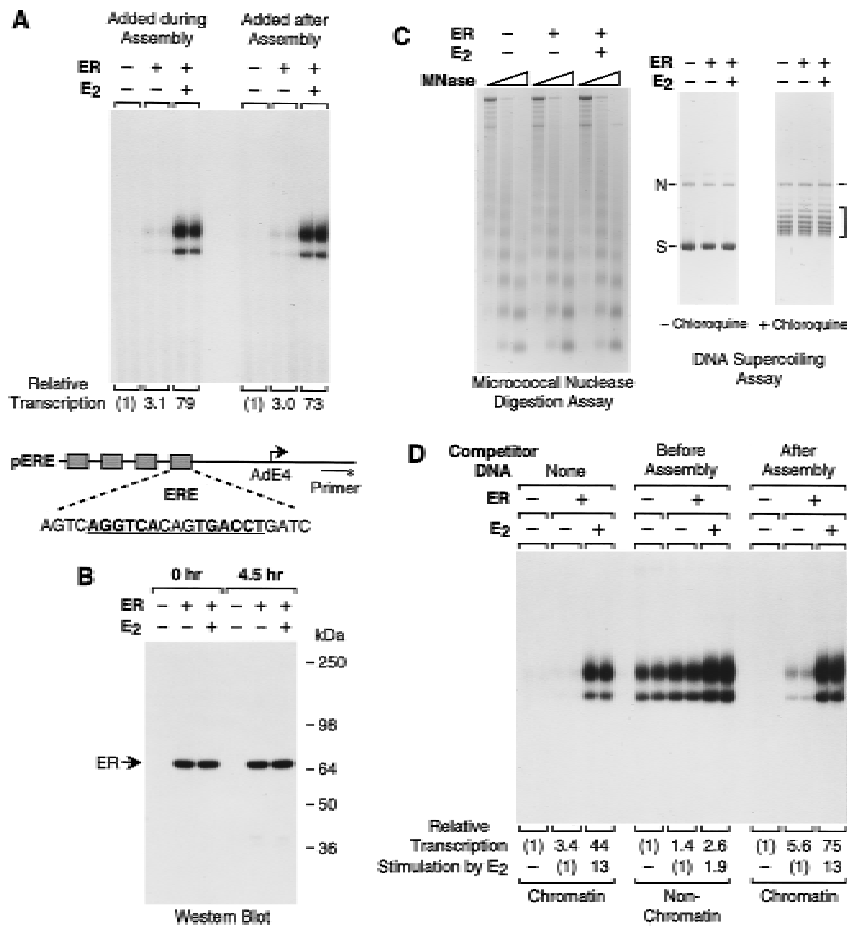 A
Added during Assembly
Added after Assembly
ER – + + – + +
E2 – – + – – +
Relative Transcription (1) 3.1 79 (1) 3.0 73
pERE
AdE4
Primer
*
ERE
AGTCAGGTCACAGTGACCTGATC
B
0 hr 4.5 hr
ER – + + – + +
E2 – – + – – +
kDa
– 250
– 98
ER
– 64
– 50
– 36
Western Blot
C
ER – + +
E2 – – +
MNase
Micrococcal Nuclease Digestion Assay
ER – + + – + +
E2 – – + – – +
N–
S–
– Chloroquine + Chloroquine
DNA Supercoiling Assay
D
Competitor DNA None
Before Assembly
After Assembly
ER – + – + – +
E2 – – + – – + – – +
Relative Transcription (1) 3.4 44 (1) 1.4 2.6 (1) 5.6 75
Stimulation by E2 – (1) 13 – (1) 1.9 – (1) 13
Chromatin
Non-Chromatin
Chromatin